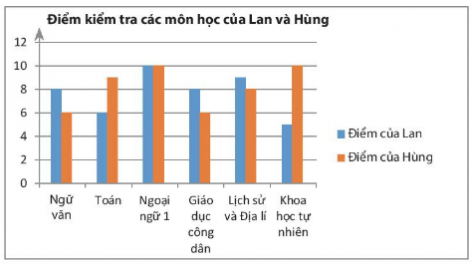 Điểm kiểm tra các môn học của Lan và Hùng
12
10
8
6
4
2
0
Ngữ
văn
Toán
Ngoại
ngữ 1
Giáo
dục
công
dân
Lịch sử
và Địa lí
Khoa
học tự
nhiên
Điểm của Lan
Điểm của Hùng